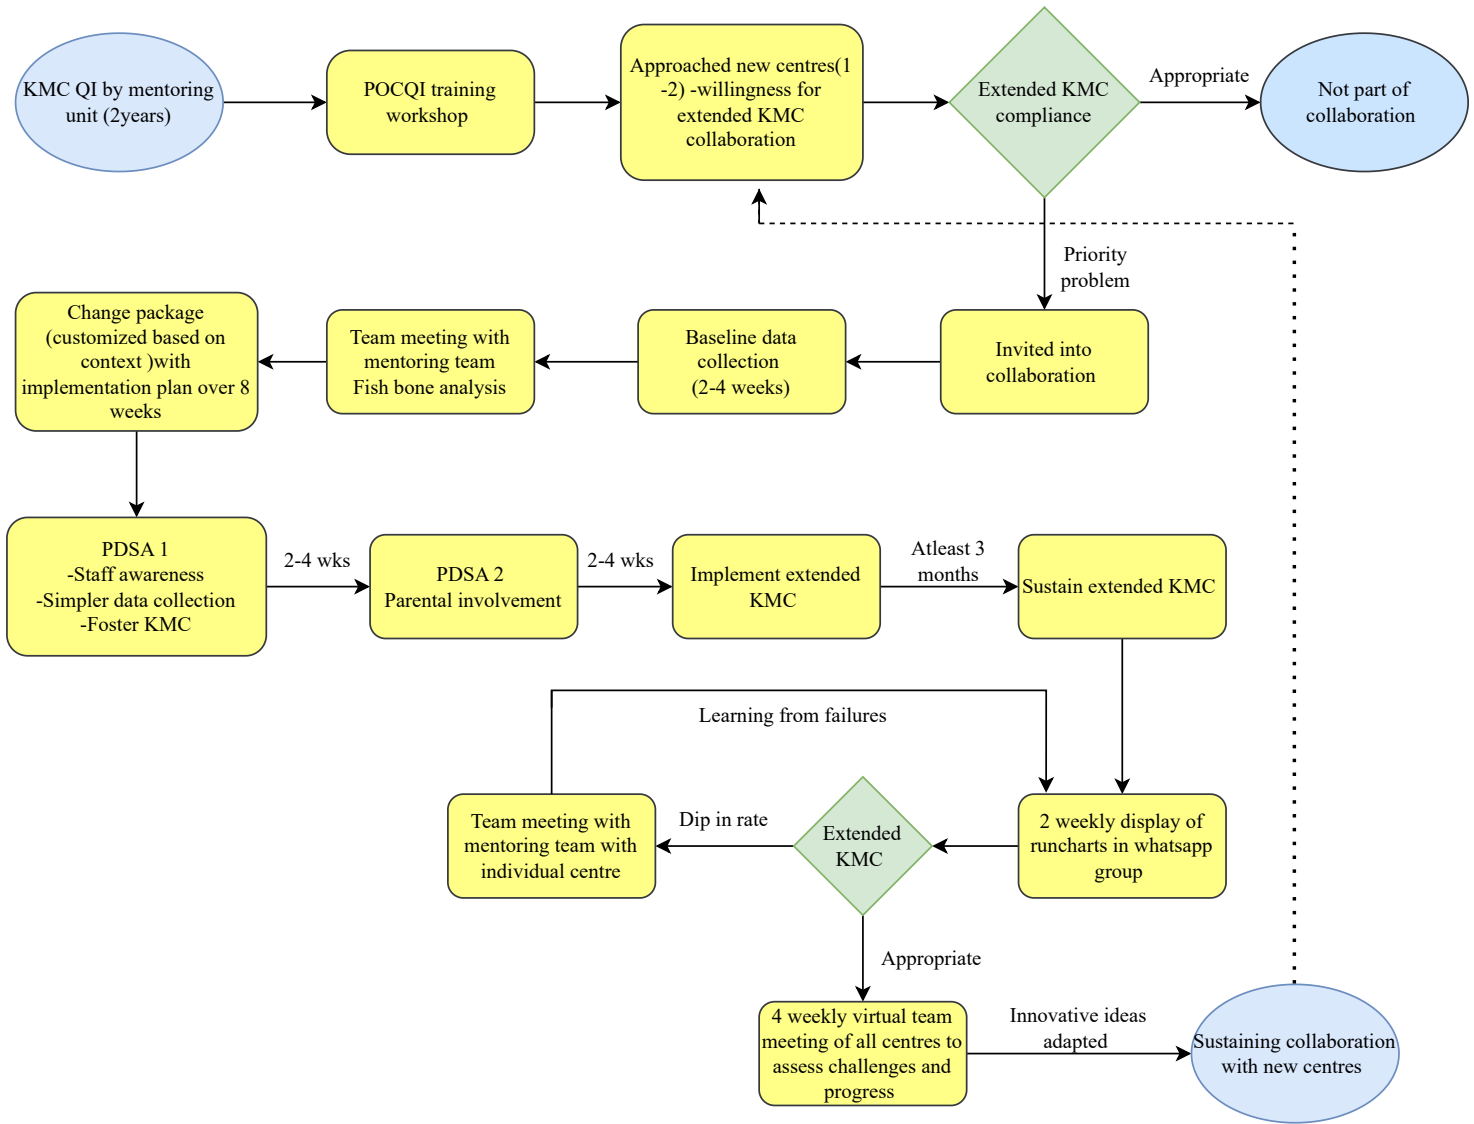 KMC QI by mentoring
unit (2years)
POCQI training
workshop
Approached new centres(1
-2) -willingness for
extended KMC
collaboration
Extended KMC
compliance
Appropriate
Not part of
collaboration
Priority
problem
Change package
(customized based on
context )with
implementation plan over 8
weeks
Team meeting with
mentoring team
Fish bone analysis
Baseline data
collection
(2-4 weeks)
Invited into
collaboration
PDSA 1
-Staff awareness
-Simpler data collection
-Foster KMC
2-4 wks
PDSA 2
Parental involvement
2-4 wks
Implement extended
KMC
Atleast 3
months
Sustain extended KMC
Learning from failures
Team meeting with
mentoring team with
individual centre
Dip in rate
Extended
KMC
2 weekly display of
runcharts in whatsapp
group
Appropriate
4 weekly virtual team
meeting of all centres to
assess challenges and
progress
Innovative ideas
adapted
Sustaining collaboration
with new centres